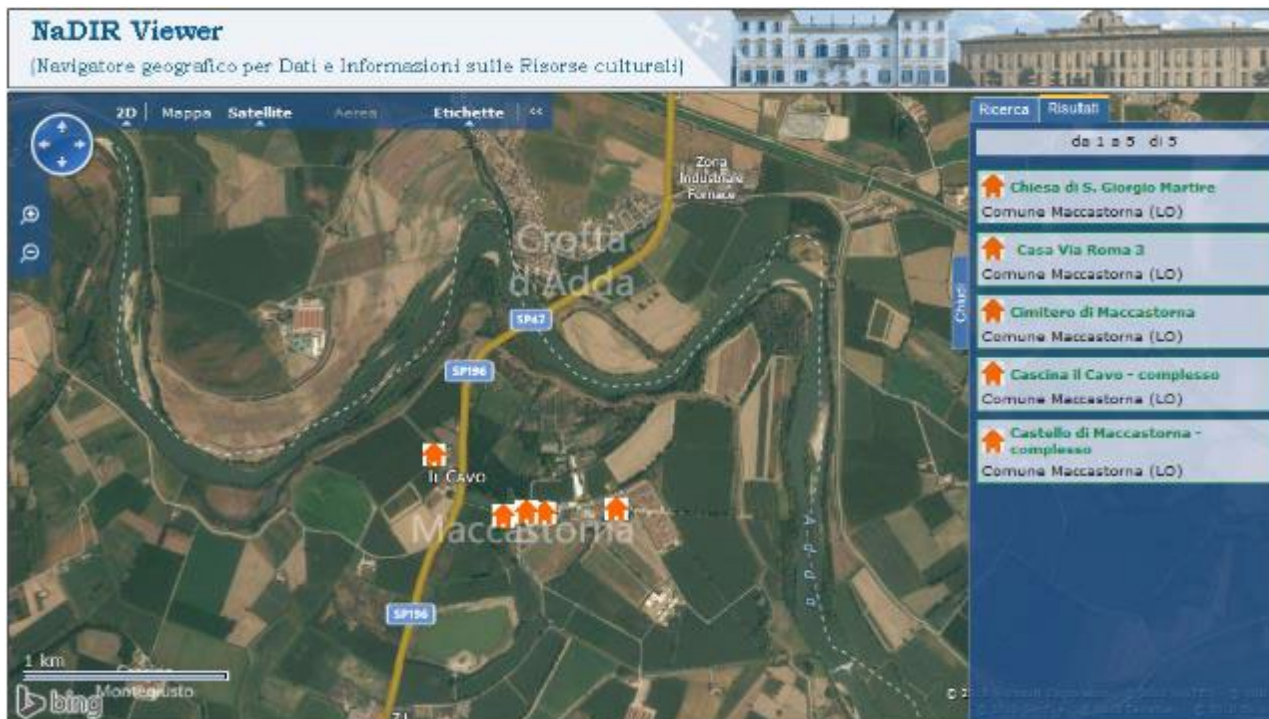 NaDIR Viewer
(Navigatore geografico per Dati e Informazioni sulle Risorse culturali)
2D Mappa Satellite Aerea Etichette <<
Ricerca Risultati
da 1 a 5 di 5
Chiesa di S. Giorgio Martire
Comune Maccastorna (LO)
Casa Via Roma 3
Comune Maccastorna (LO)
Cimitero di Maccastorna
Comune Maccastorna (LO)
Cascina il Cavo - complesso
Comune Maccastorna (LO)
Castello di Maccastorna -
complesso
Comune Maccastorna (LO)
Chiudi
Zona
Industriale
Fornace
Crotta
d'Adda
SP47
SP196
Il Cavo
Maccastorna
Adda
SP196
1 km
Cascina
Montegiusto
bing